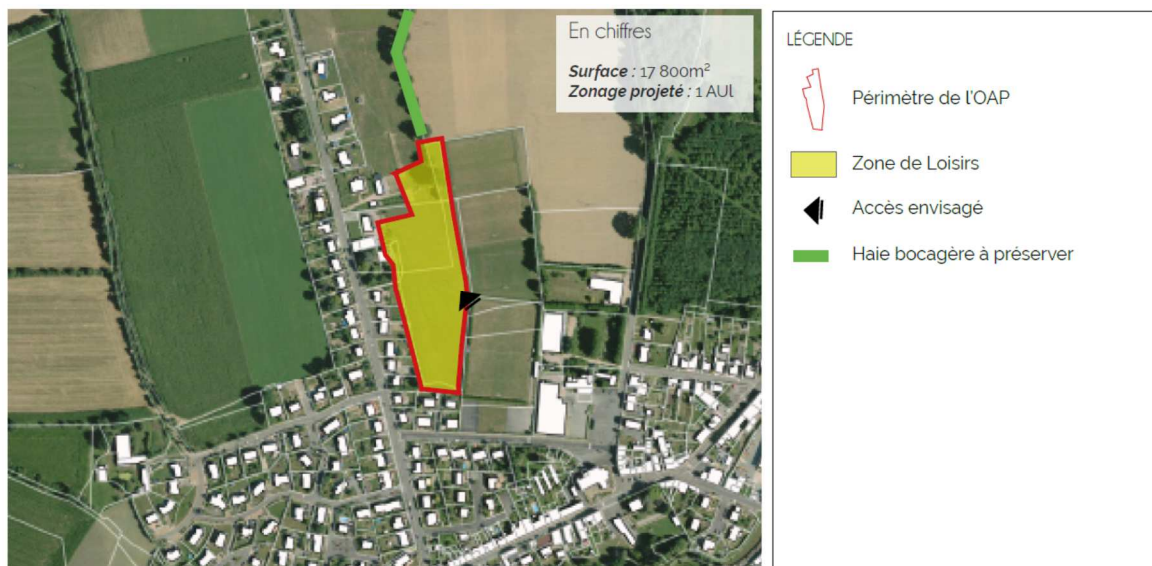 En chiffres
Surface : 17 800m²
Zonage projeté : 1 AUl
LÉGENDE
Périmètre de l'OAP
Zone de Loisirs
Accès envisagé
Haie bocagère à préserver